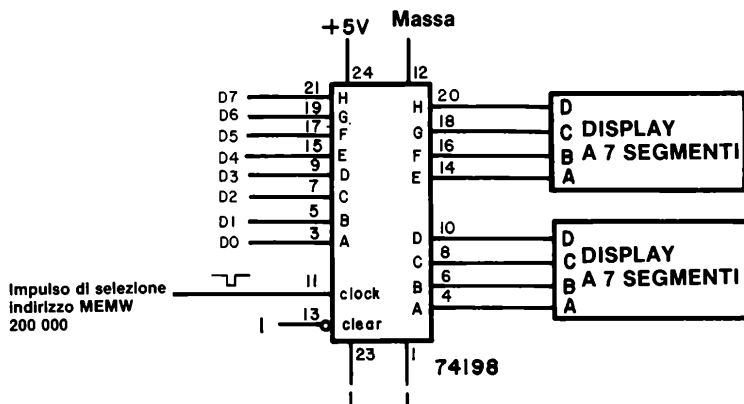 +5V Massa
24 12
D7 21 H H 20 D
D6 19 G G 18 C DISPLAY
D5 17 F F 16 B A 7 SEGMENTI
D4 15 E E 14 A
D3 9 D
D2 7 C
D1 5 B D 10 D DISPLAY
D0 3 A C 8 C A 7 SEGMENTI
B 6 B
A 4 A
Impulso di selezione
indirizzo MEMW
200 000
11 clock
1 13 clear
23 1
74198
1 1